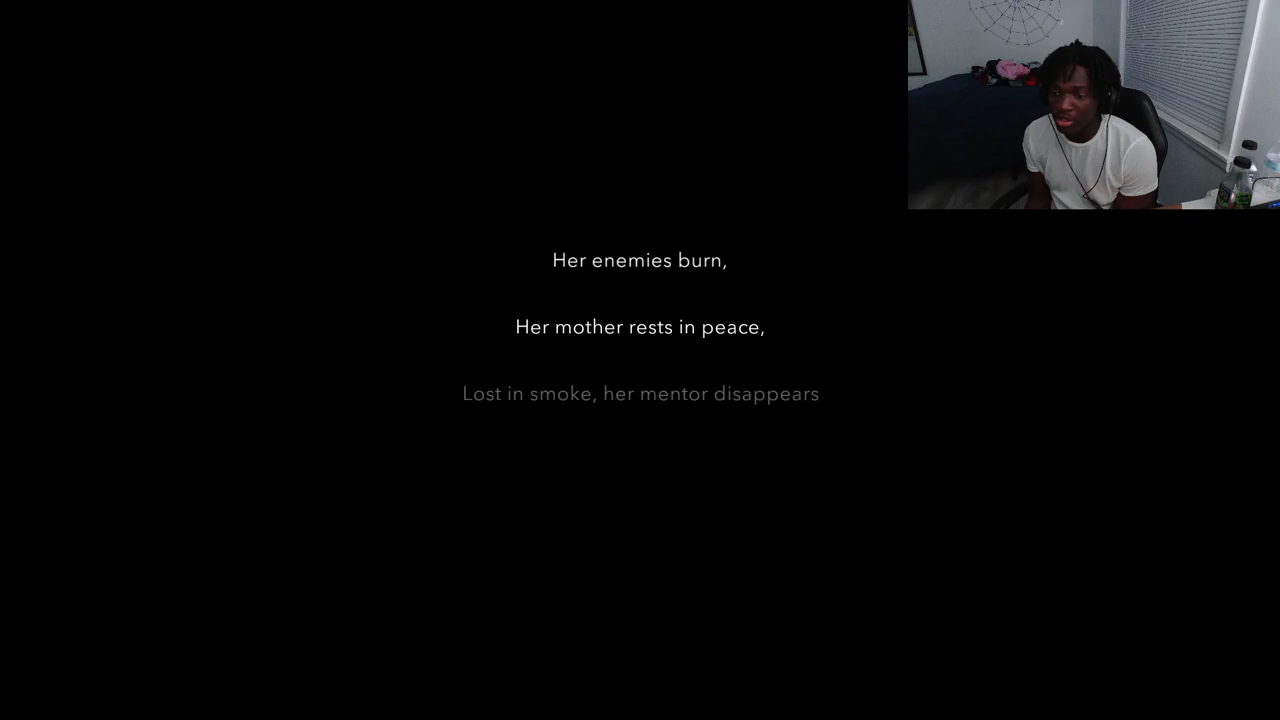 Her enemies burn,
Her mother rests in peace,
Lost in smoke, her mentor disappears